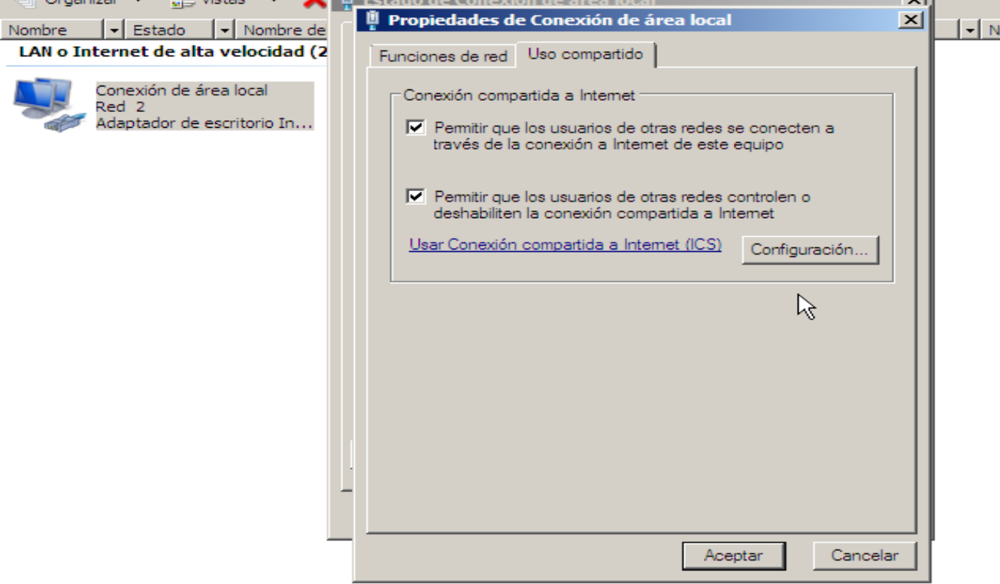 Organizar
Vistas
Estado de Conexión de área local
Propiedades de Conexión de área local
Nombre
Estado
Nombre de
N
LAN o Internet de alta velocidad (2
Funciones de red
Uso compartido
Conexión de área local
Red 2
Adaptador de escritorio In...
Conexión compartida a Internet
Permitir que los usuarios de otras redes se conecten a
través de la conexión a Internet de este equipo
Permitir que los usuarios de otras redes controlen o
deshabiliten la conexión compartida a Internet
Usar Conexión compartida a Internet (ICS)
Configuración...
Aceptar
Cancelar